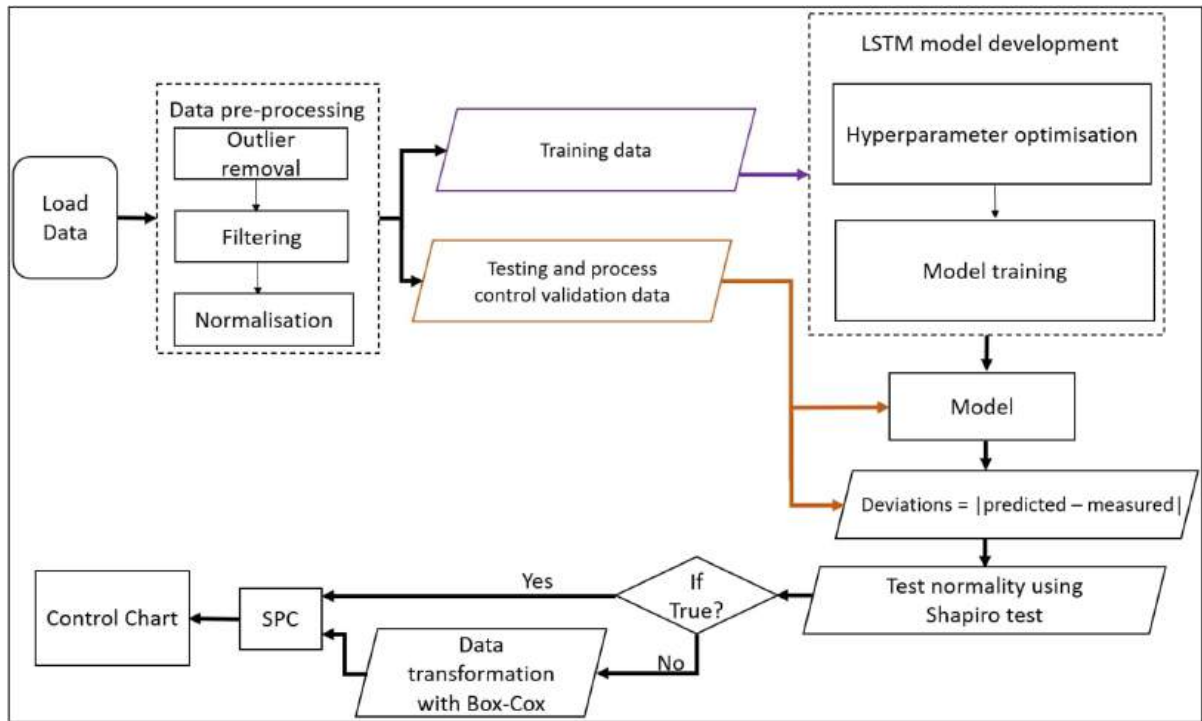 Load
Data
Data pre-processing
Outlier
removal
Filtering
Normalisation
Training data
Testing and process
control validation data
LSTM model development
Hyperparameter optimisation
Model training
Model
Deviations = |predicted – measured|
Test normality using
Shapiro test
If
True?
Yes
No
Data
transformation
with Box-Cox
SPC
Control Chart